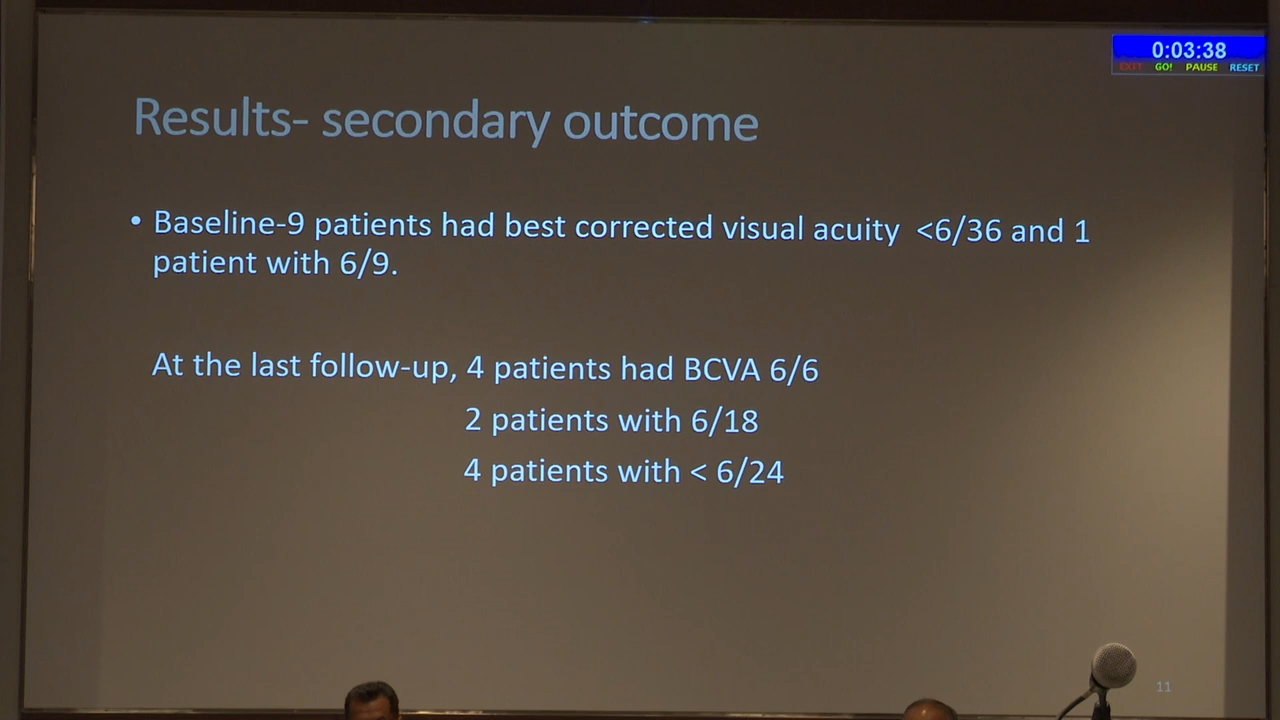 0:03:38
EXIT GO! PAUSE RESET
Results- secondary outcome
• Baseline-9 patients had best corrected visual acuity <6/36 and 1
patient with 6/9.
At the last follow-up, 4 patients had BCVA 6/6
2 patients with 6/18
4 patients with < 6/24
11